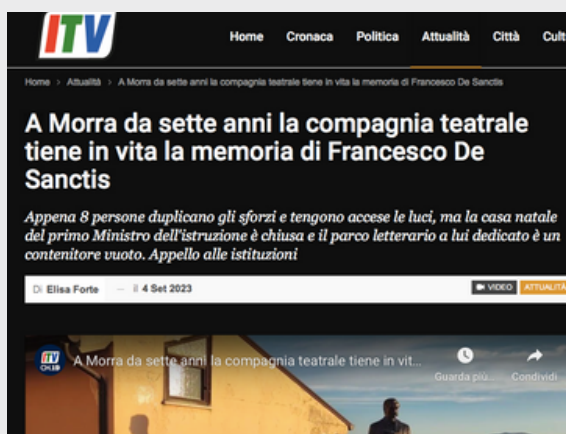 ITV
Home Cronaca Politica Attualità Città Cult
Home > Attualità > A Morra da sette anni la compagnia teatrale tiene in vita la memoria di Francesco De Sanctis
A Morra da sette anni la compagnia teatrale
tiene in vita la memoria di Francesco De
Sanctis
Appena 8 persone duplicano gli sforzi e tengono accese le luci, ma la casa natale
del primo Ministro dell'istruzione è chiusa e il parco letterario a lui dedicato è un
contenitore vuoto. Appello alle istituzioni
Di Elisa Forte — il 4 Set 2023 VIDEO ATTUALITÀ
ITV
A Morra da sette anni la compagnia teatrale tiene in vit...
Guarda più... Condividi